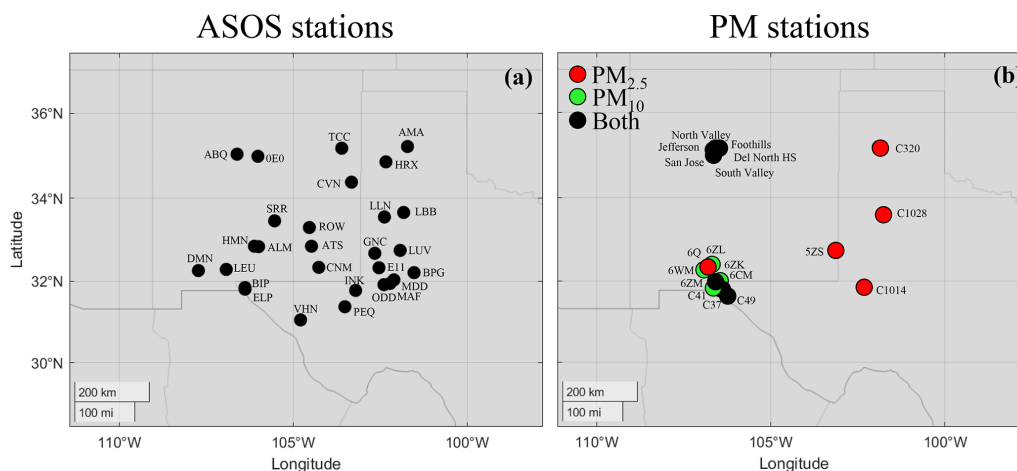 ASOS stations
PM stations
(a)
36°N
34°N
32°N
30°N
Latitude
TCC
AMA
ABQ
0E0
HRX
CVN
SRR
LLN
LBB
ROW
HMN
ALM
ATS
GNC
LUV
DMN
LEU
CNM
E11
BPG
BIP
INK
MDD
ELP
ODD
MAF
VHN
PEQ
200 km
100 mi
110°W
105°W
100°W
Longitude
(b)
PM2.5
PM10
Both
North Valley
Jefferson
Foothills
San Jose
Del North HS
South Valley
C320
C1028
5ZS
6Q
6ZL
6WM
6ZK
6CM
6ZM
C41
C49
C37
C1014
200 km
100 mi
110°W
105°W
100°W
Longitude